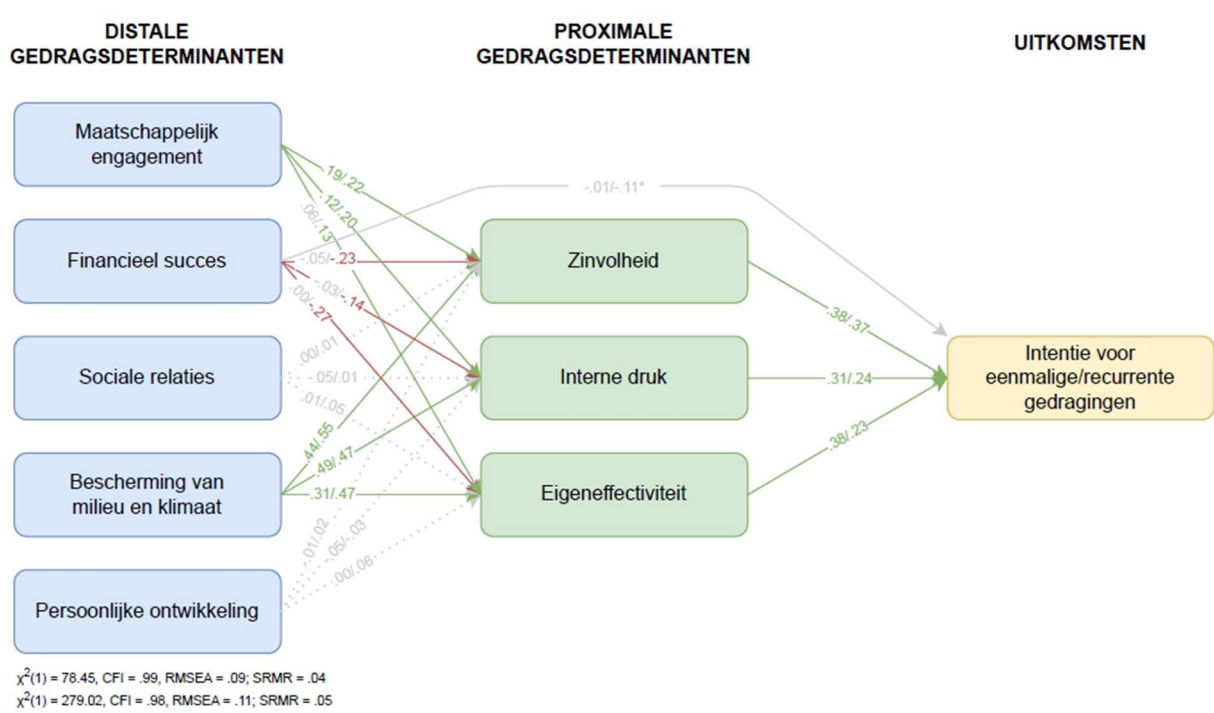 DISTALE
GEDRAGSDETERMINANTEN
PROXIMALE
GEDRAGSDETERMINANTEN
UITKOMSTEN
Maatschappelijk
engagement
Financieel succes
Sociale relaties
Bescherming van
milieu en klimaat
Persoonlijke ontwikkeling
.19/.22
.12/.20
.06/.13
-.01/-.11*
-.05/-.23
-.03/-.14
.00/-.27
.00/.01
-.05/.01
.01/.05
.44/.55
.49/.47
.31/.47
.01/.02
-.05/-.03
.00/.06
Zinvolheid
Interne druk
Eigeneffectiviteit
.38/.37
.31/.24
.38/.23
Intentie voor
eenmalige/recurrente
gedragingen
χ²(1) = 78.45, CFI = .99, RMSEA = .09; SRMR = .04
χ²(1) = 279.02, CFI = .98, RMSEA = .11; SRMR = .05